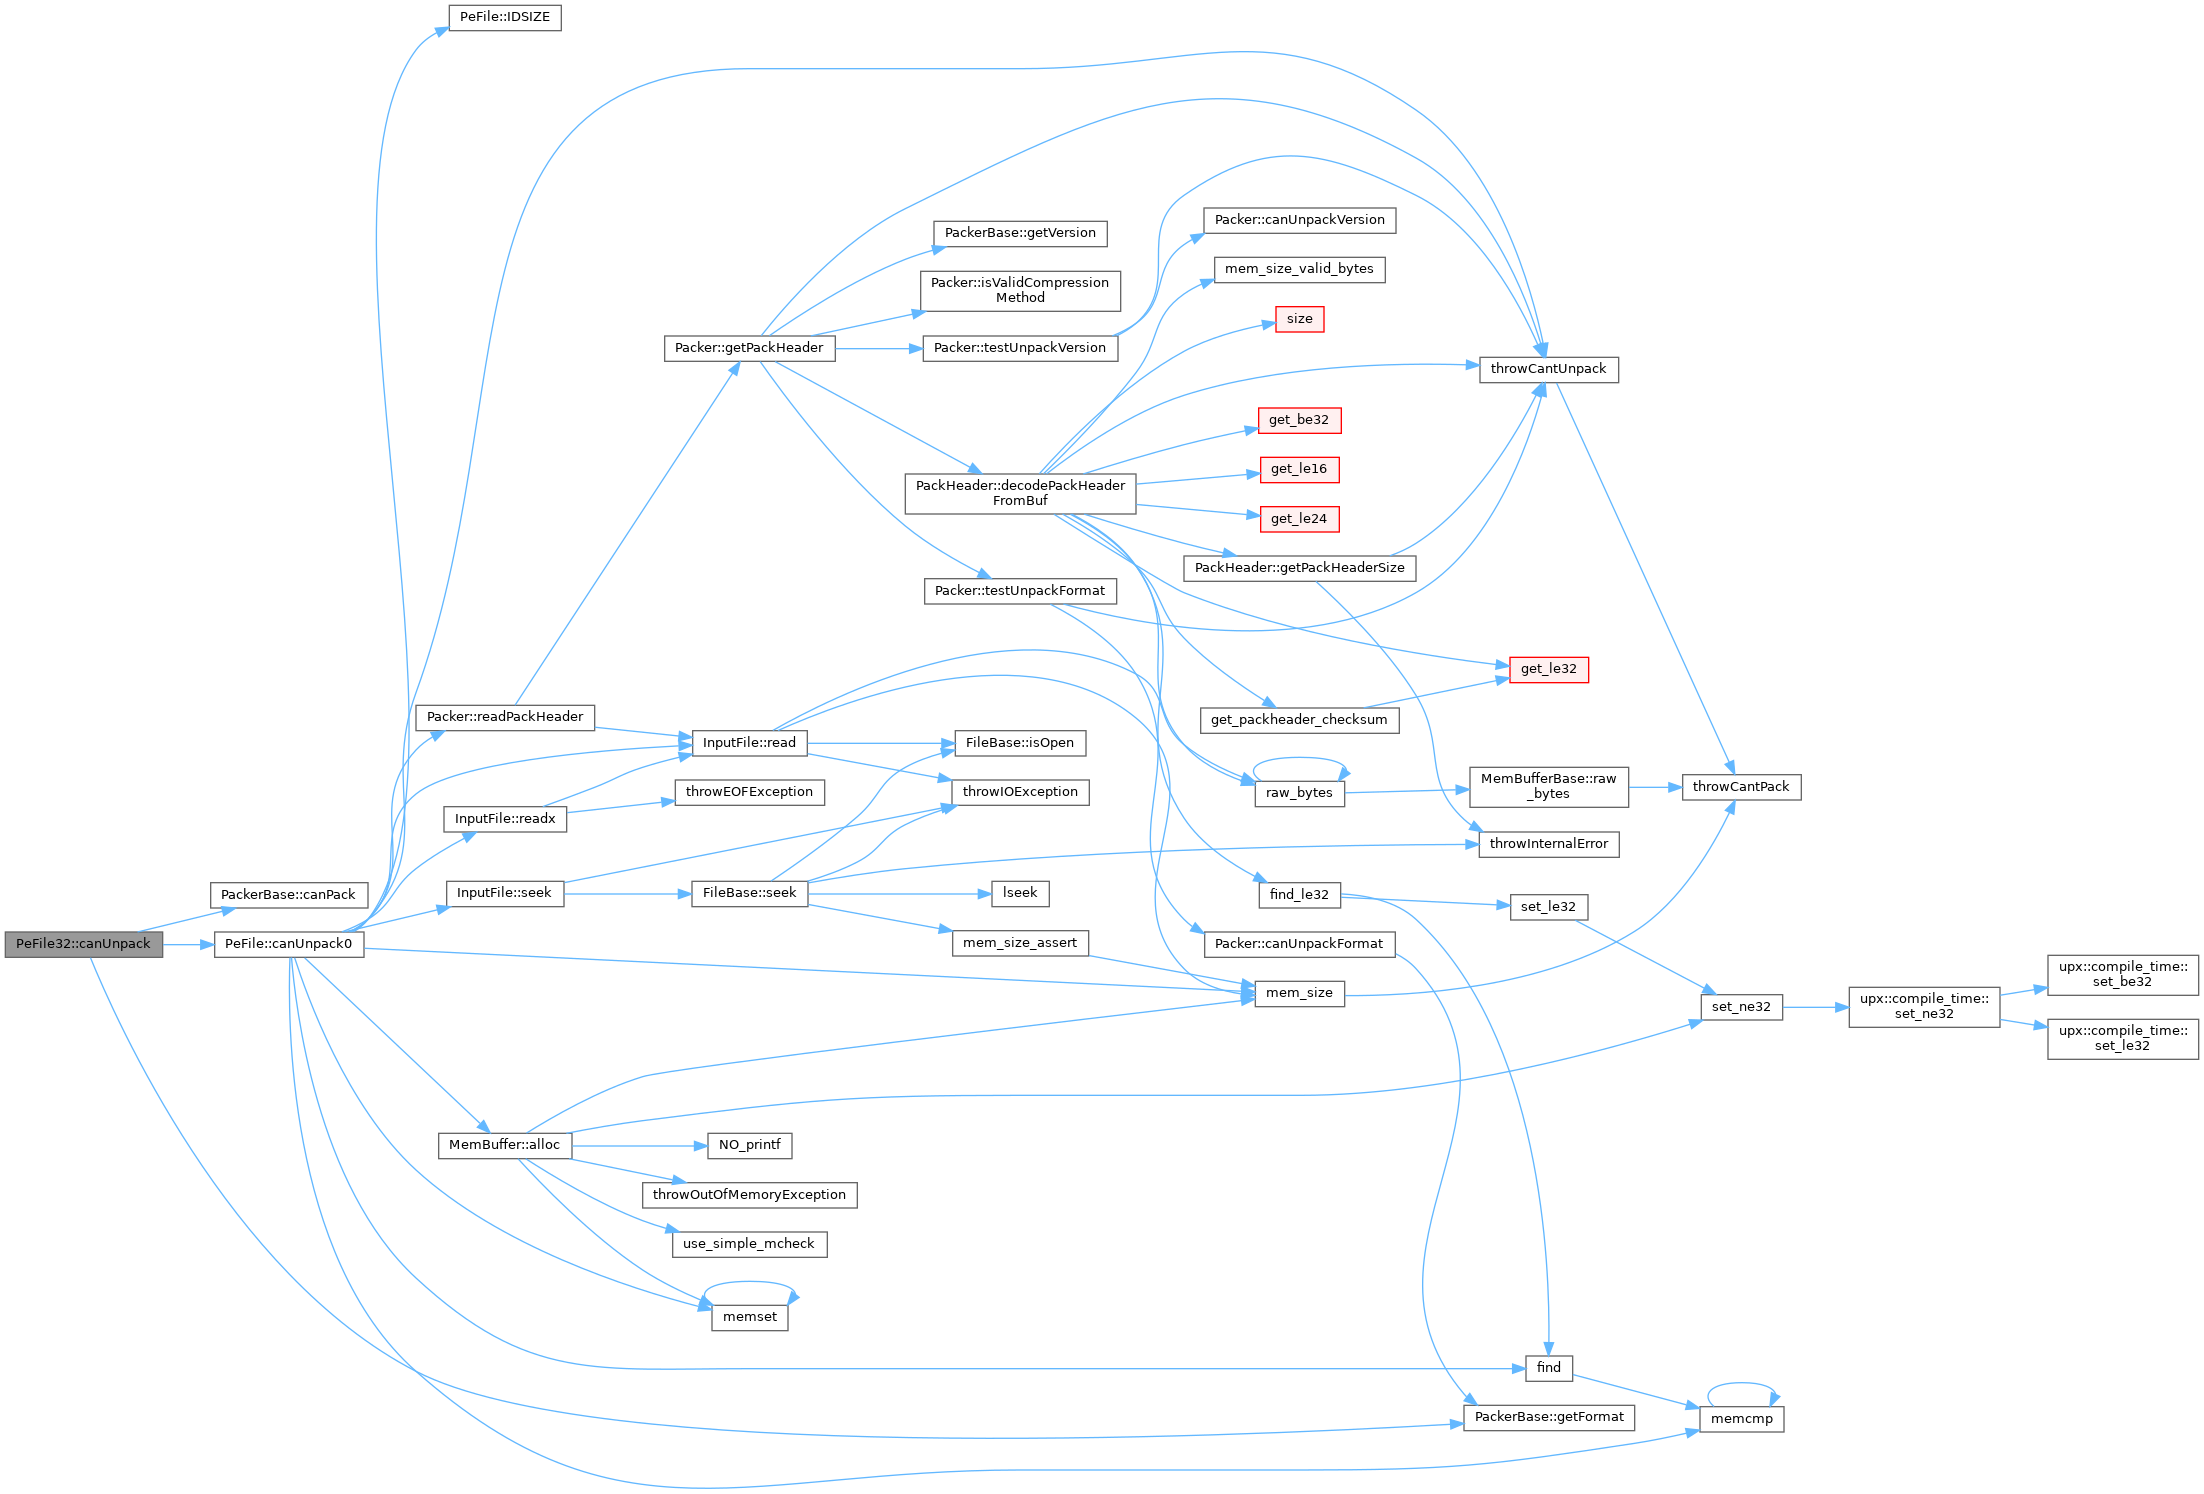 PeFile::IDSIZE
PackerBase::getVersion
Packer::isValidCompression
Method
Packer::getPackHeader
Packer::testUnpackVersion
Packer::canUnpackVersion
mem_size_valid_bytes
size
throwCantUnpack
get_be32
get_le16
get_le24
PackHeader::decodePackHeader
FromBuf
PackHeader::getPackHeaderSize
Packer::testUnpackFormat
get_le32
get_packheader_checksum
Packer::readPackHeader
InputFile::read
FileBase::isOpen
throwEOFException
throwIOException
InputFile::readx
raw_bytes
MemBufferBase::raw
_bytes
throwCantPack
throwInternalError
PackerBase::canPack
InputFile::seek
FileBase::seek
lseek
find_le32
set_le32
PeFile32::canUnpack
PeFile::canUnpack0
mem_size_assert
Packer::canUnpackFormat
mem_size
set_ne32
upx::compile_time::
set_ne32
upx::compile_time::
set_be32
upx::compile_time::
set_le32
MemBuffer::alloc
NO_printf
throwOutOfMemoryException
use_simple_mcheck
memset
find
PackerBase::getFormat
memcmp